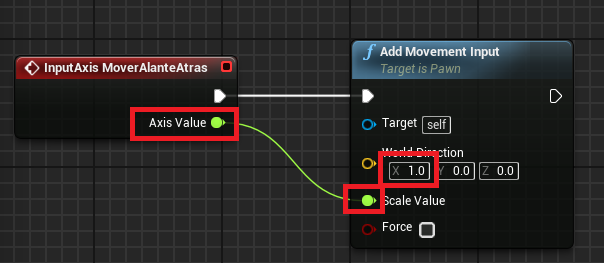 InputAxis MoverAlanteAtras
Axis Value
f Add Movement Input
Target is Pawn
Target self
World Direction
X 1.0 Y 0.0 Z 0.0
Scale Value
Force